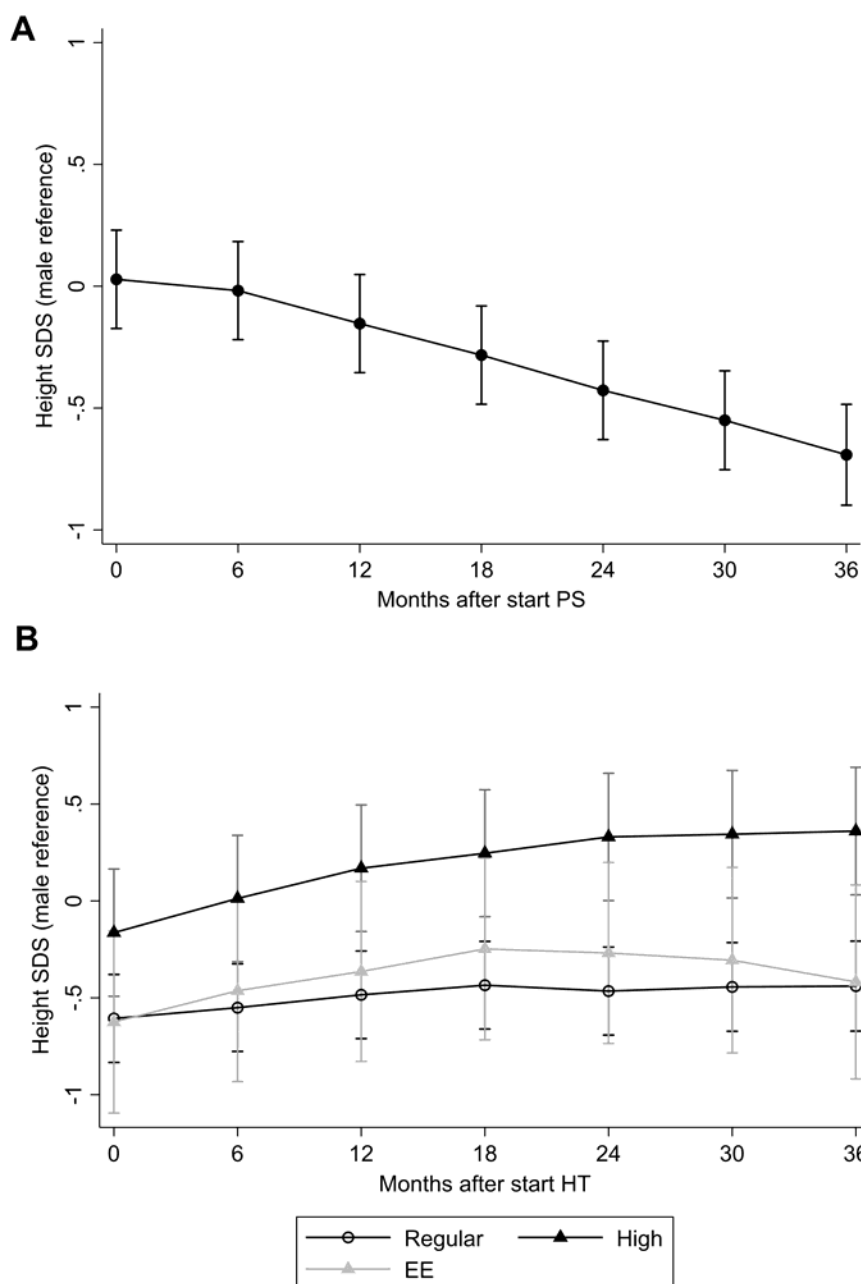 A
Height SDS (male reference)
1
.5
0
-.5
-1
0 6 12 18 24 30 36
Months after start PS
B
Height SDS (male reference)
1
.5
0
-.5
-1
0 6 12 18 24 30 36
Months after start HT
Regular High
EE